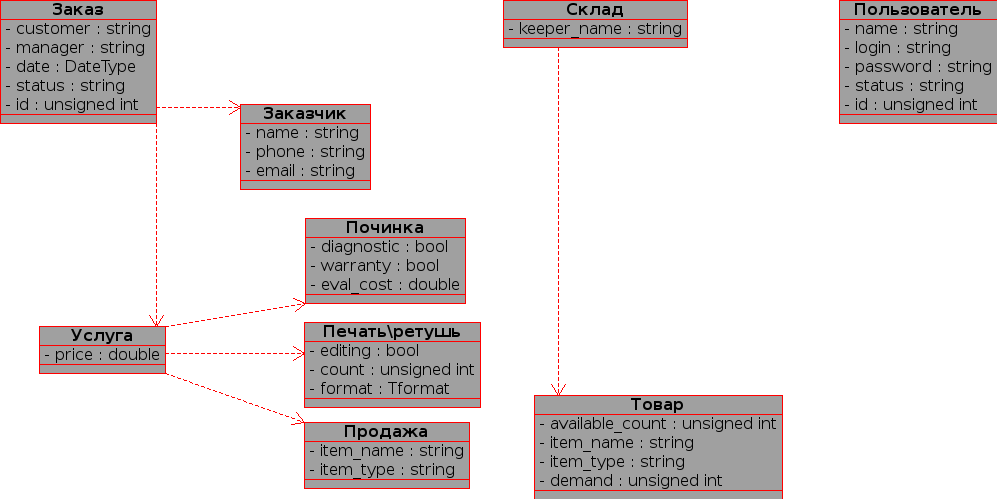 Заказ
- customer : string
- manager : string
- date : DateType
- status : string
- id : unsigned int
Заказчик
- name : string
- phone : string
- email : string
Починка
- diagnostic : bool
- warranty : bool
- eval_cost : double
Услуга
- price : double
Печать\ретушь
- editing : bool
- count : unsigned int
- format : Tformat
Продажа
- item_name : string
- item_type : string
Склад
- keeper_name : string
Товар
- available_count : unsigned int
- item_name : string
- item_type : string
- demand : unsigned int
Пользователь
- name : string
- login : string
- password : string
- status : string
- id : unsigned int